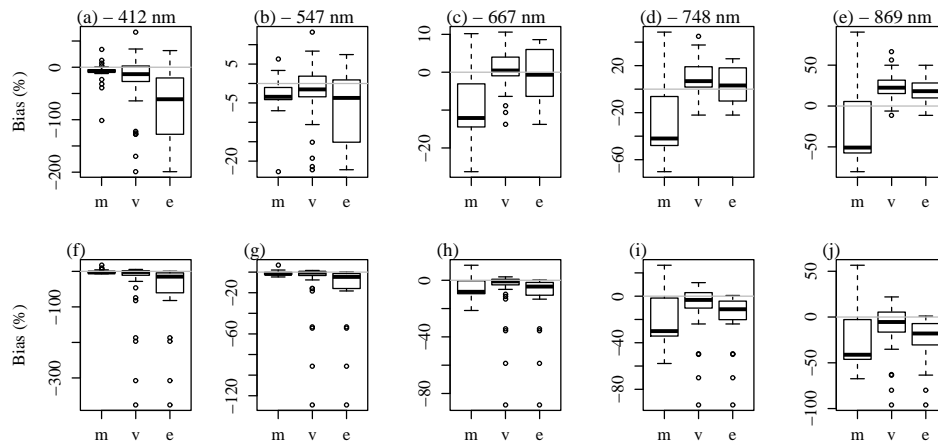 (a) − 412 nm
(b) − 547 nm
(c) − 667 nm
(d) − 748 nm
(e) − 869 nm
Bias (%)
0
−100
−200
5
−5
−20
10
0
−20
20
−20
−60
50
0
−50
m v e
m v e
m v e
m v e
m v e
(f)
(g)
(h)
(i)
(j)
Bias (%)
−100
−300
−20
−60
−120
0
−40
−80
0
−40
−80
50
0
−50
−100
m v e
m v e
m v e
m v e
m v e